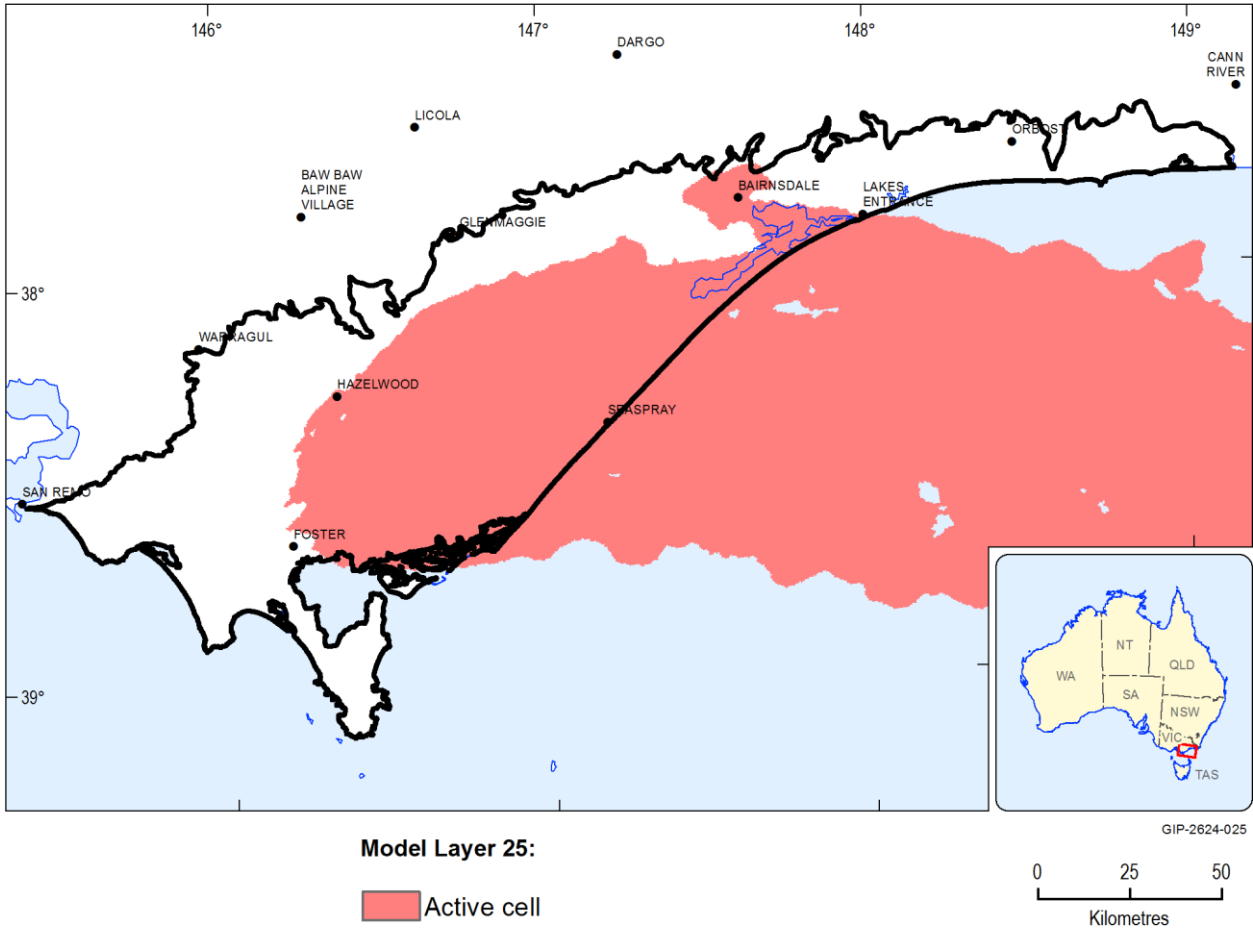 146°
147°
148°
149°
DARGO
CANN
RIVER
LICOLA
ORBOST
BAW BAW
ALPINE
VILLAGE
BAIRNSDALE
LAKES
ENTRANCE
GLENMAGGIE
38°
WARRAGUL
HAZELWOOD
SEASPRAY
SAN REMO
FOSTER
39°
NT
QLD
WA
SA
NSW
VIC
TAS
GIP-2624-025
Model Layer 25:
Active cell
0 25 50
Kilometres